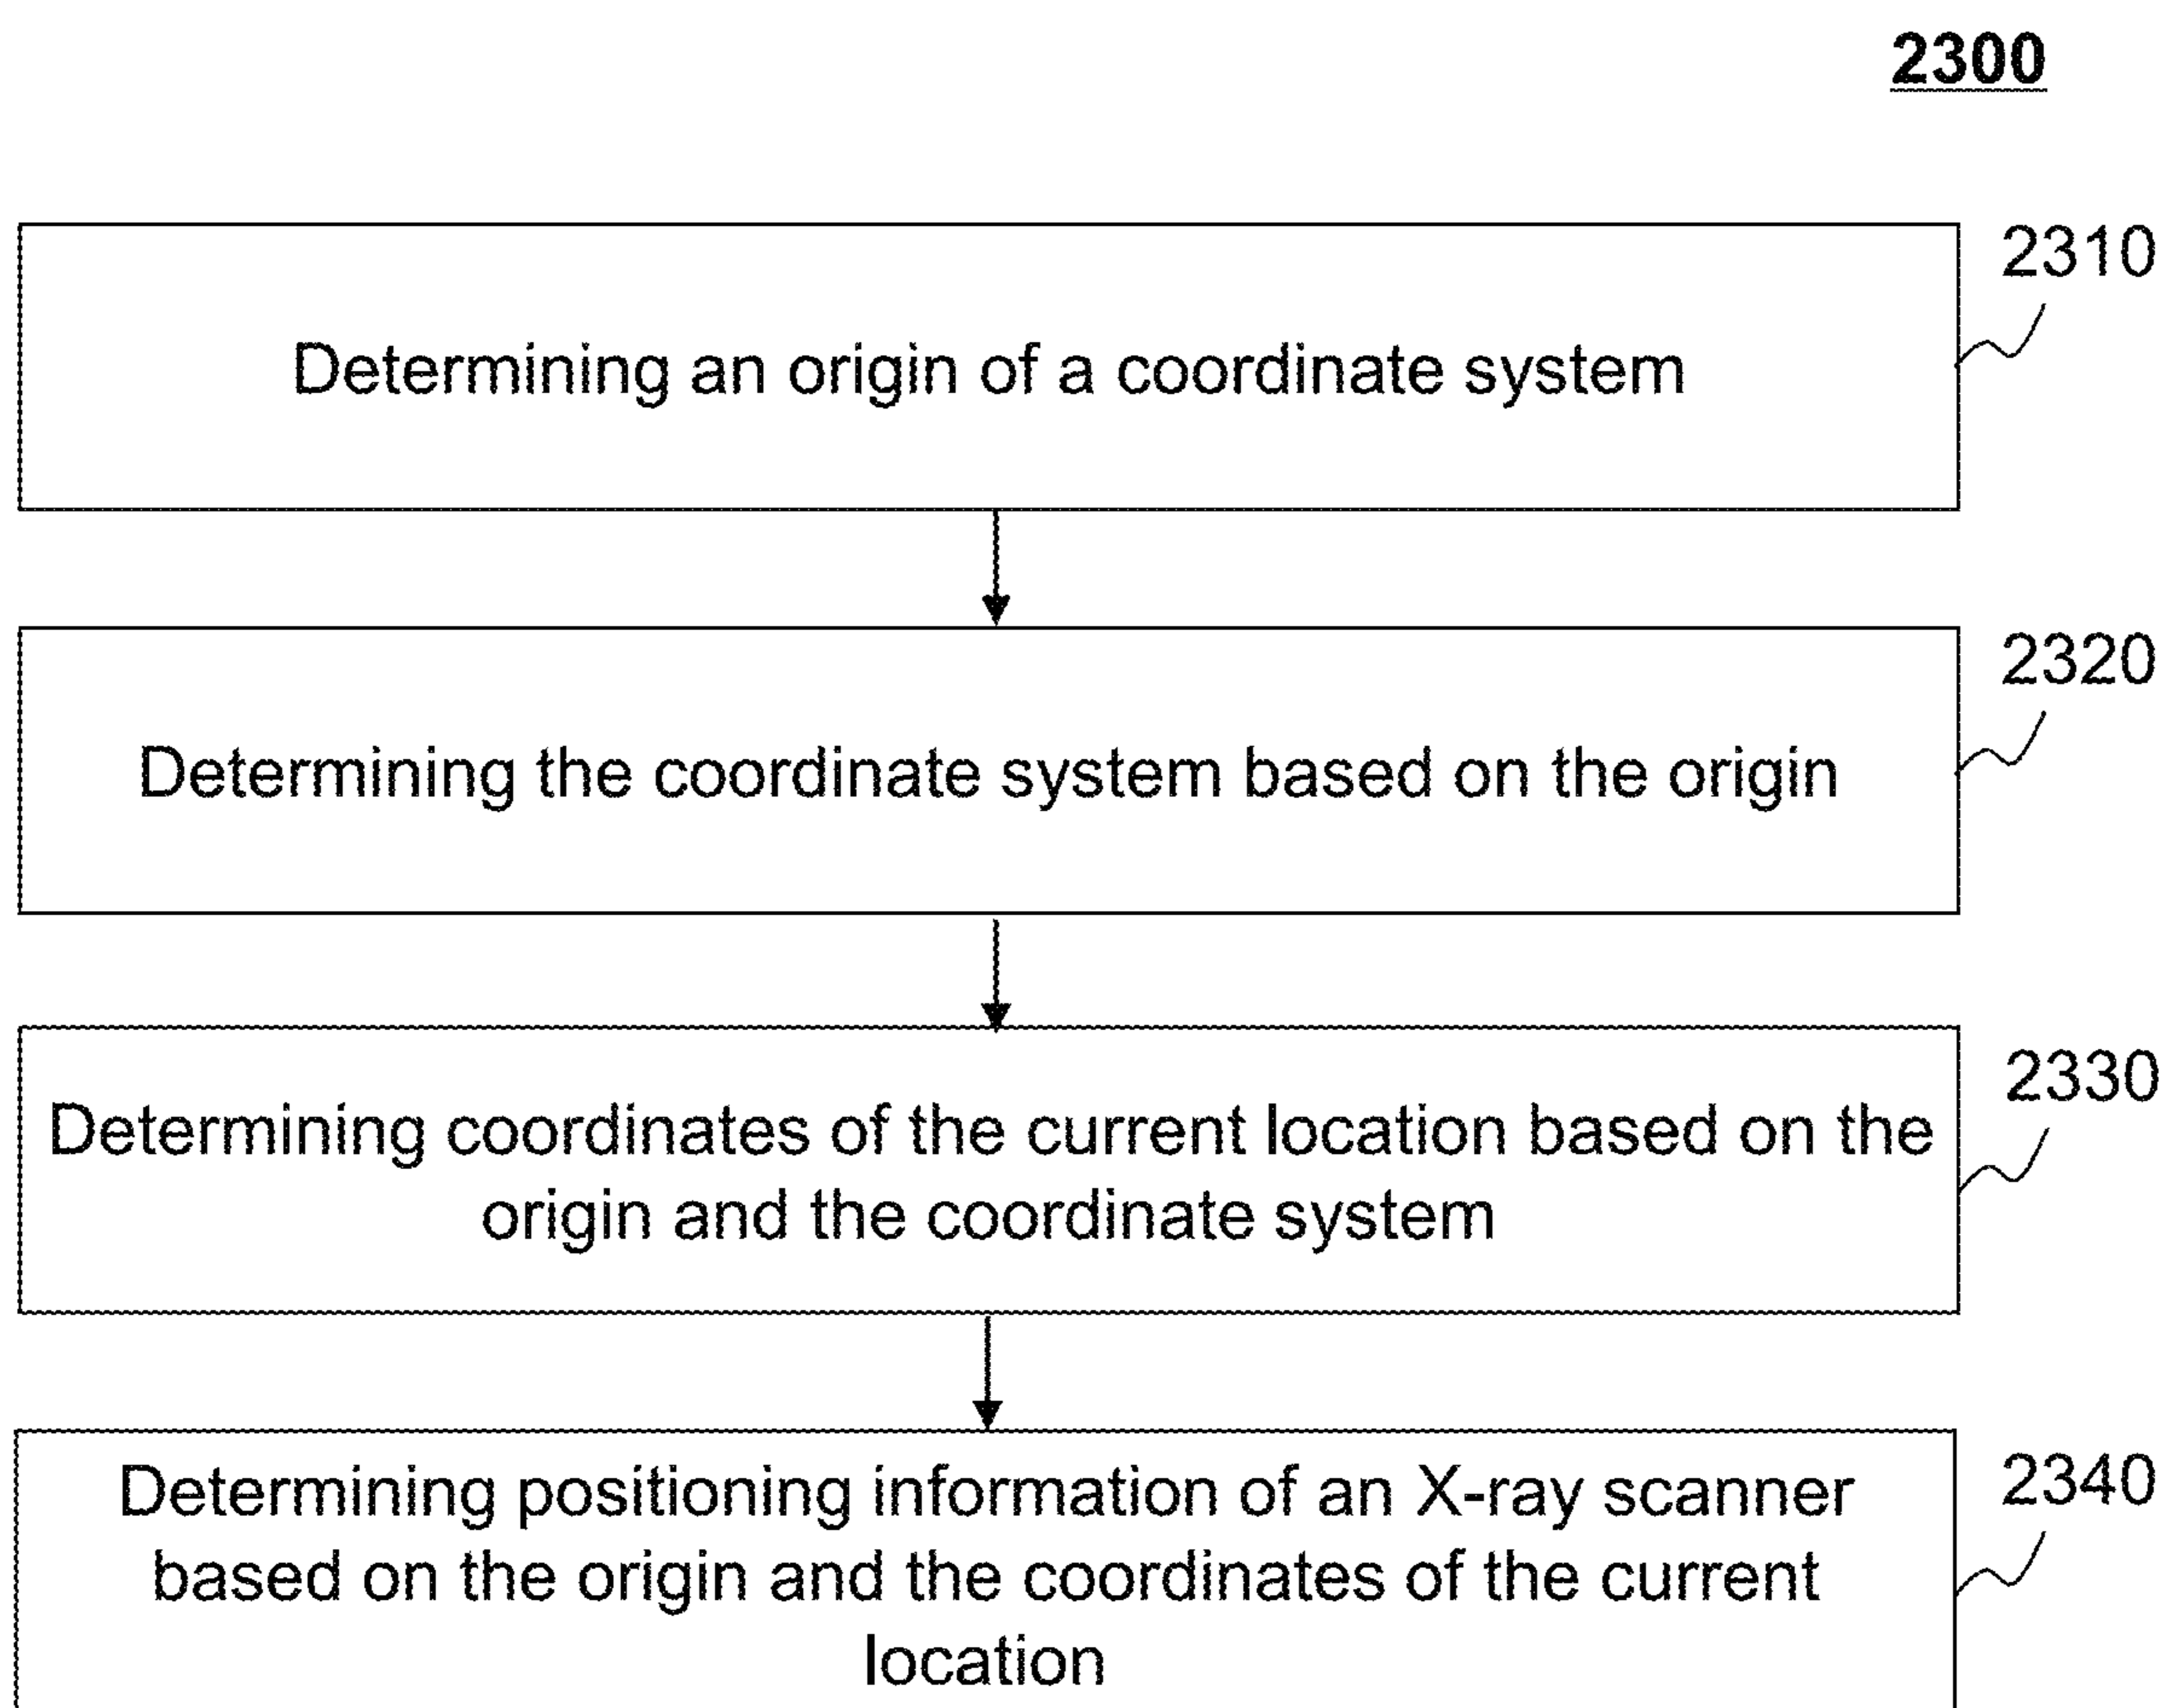 2300
2310
Determining an origin of a coordinate system
2320
Determining the coordinate system based on the origin
2330
Determining coordinates of the current location based on the
origin and the coordinate system
2340
Determining positioning information of an X-ray scanner
based on the origin and the coordinates of the current
location